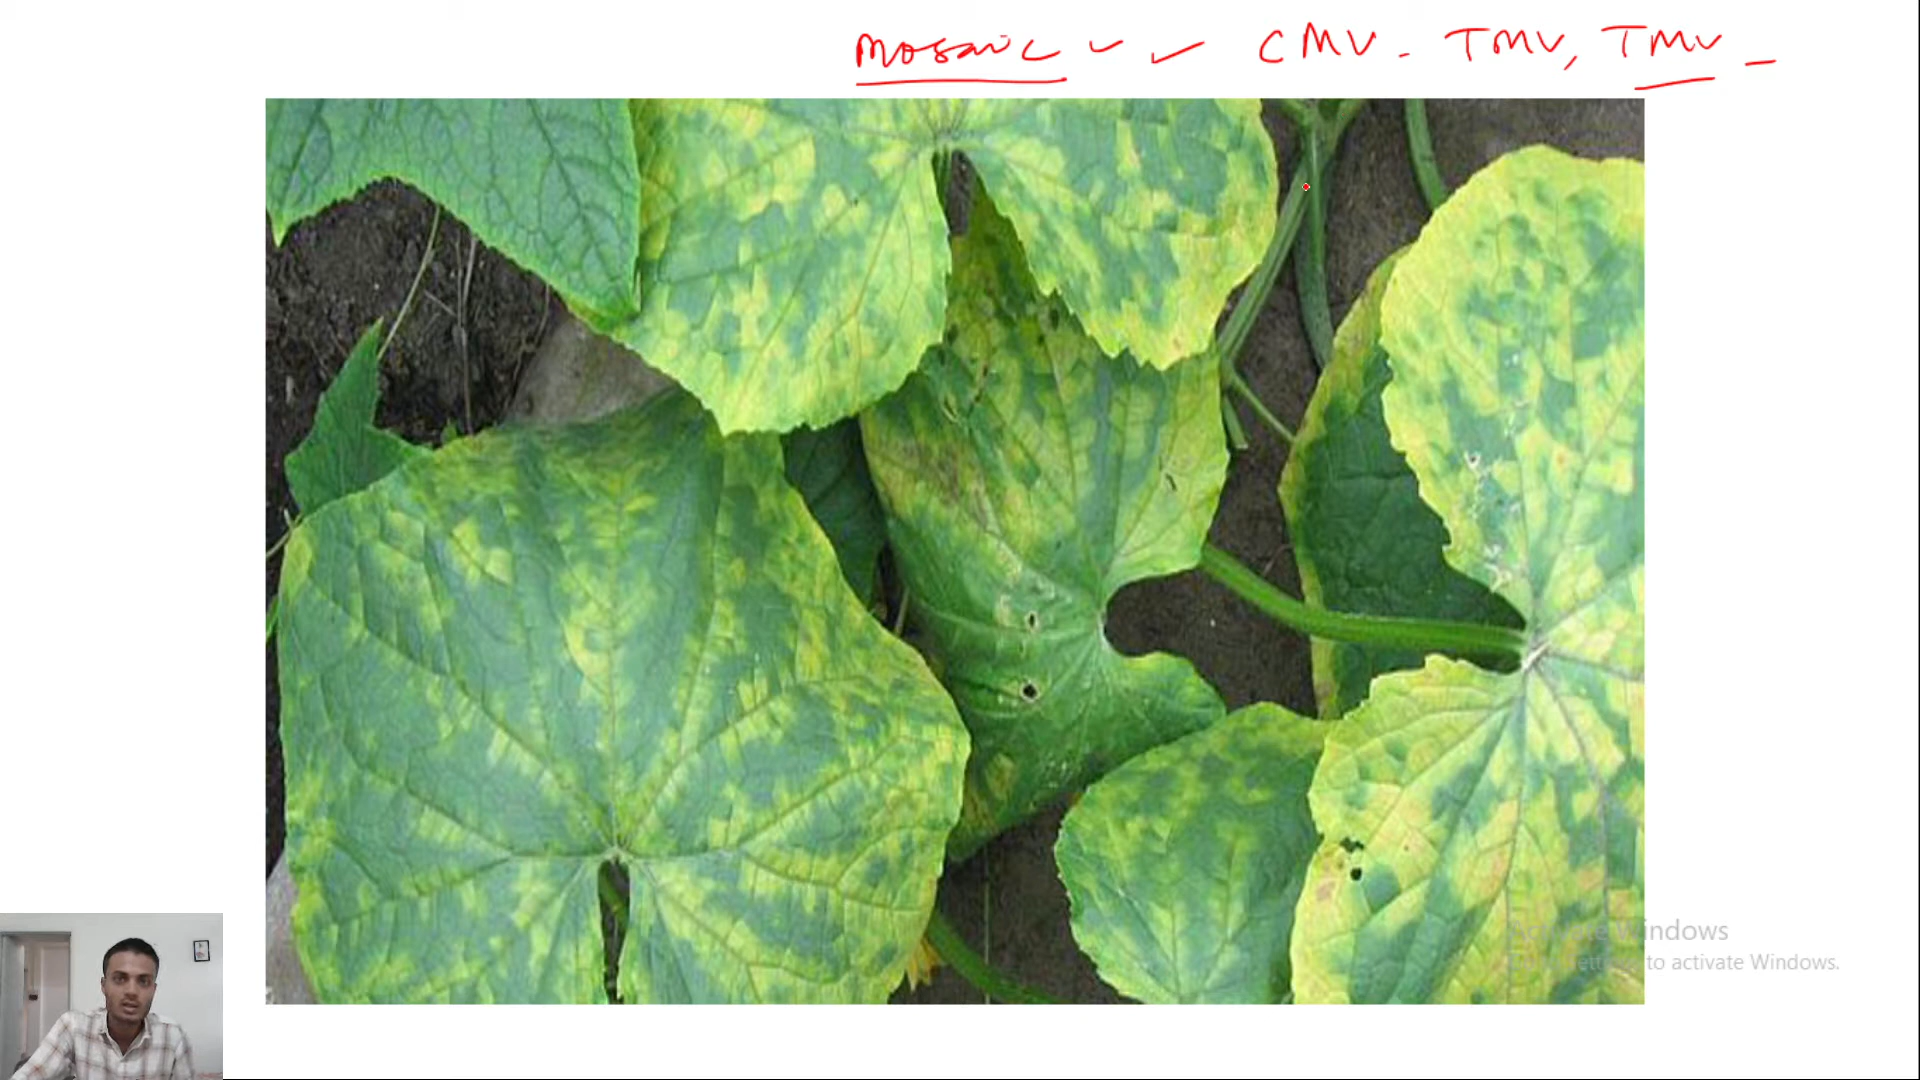 Mosaic CMV - TMV, TMV -
Activate Windows
to activate Windows.